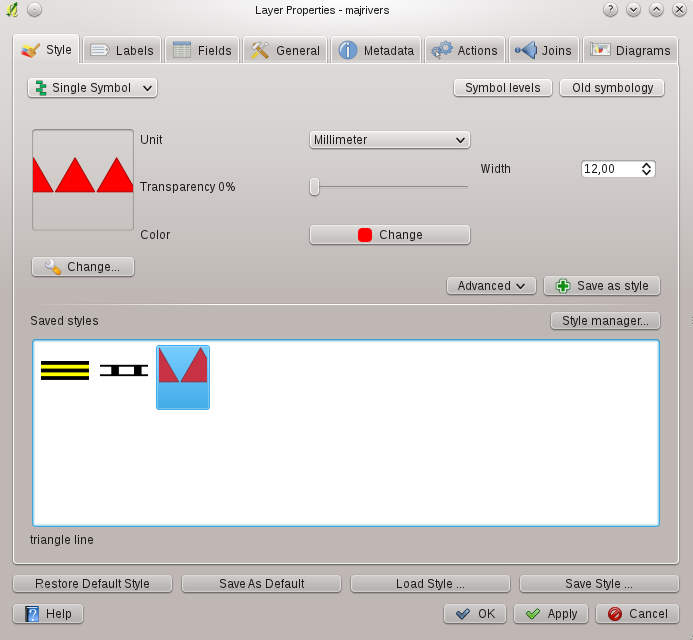 Layer Properties - majrivers
Style Labels Fields General Metadata Actions Joins Diagrams
Single Symbol Symbol levels Old symbology
Unit Millimeter
Width 12,00
Transparency 0%
Color Change
Change...
Advanced Save as style
Saved styles Style manager...
triangle line
Restore Default Style Save As Default Load Style ... Save Style ...
Help OK Apply Cancel